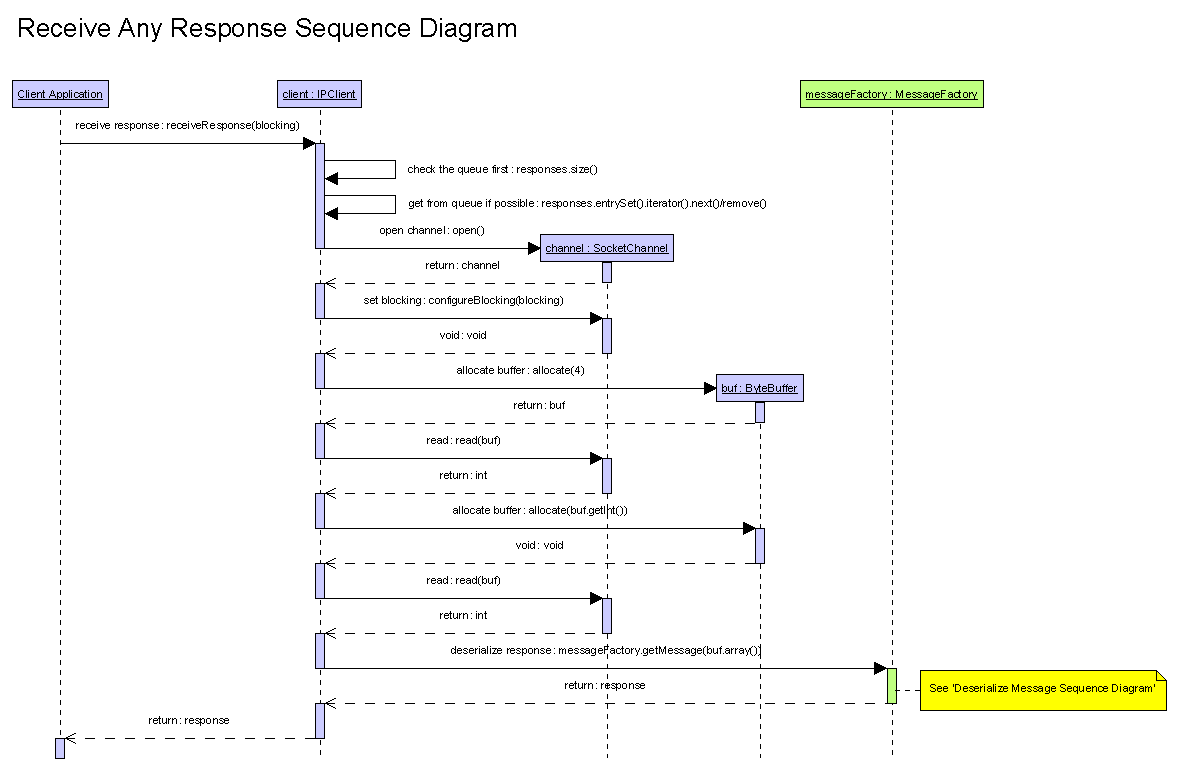 Receive Any Response Sequence Diagram
Client Application
client : IPClient
messageFactory : MessageFactory
receive response : receiveResponse(blocking)
check the queue first : responses.size()
get from queue if possible : responses.entrySet().iterator().next()/remove()
open channel : open()
channel : SocketChannel
return : channel
set blocking : configureBlocking(blocking)
void : void
allocate buffer : allocate(4)
buf : ByteBuffer
return : buf
read : read(buf)
return : int
allocate buffer : allocate(buf.getInt())
void : void
read : read(buf)
return : int
deserialize response : messageFactory.getMessage(buf.array())
return : response
See 'Deserialize Message Sequence Diagram'
return : response